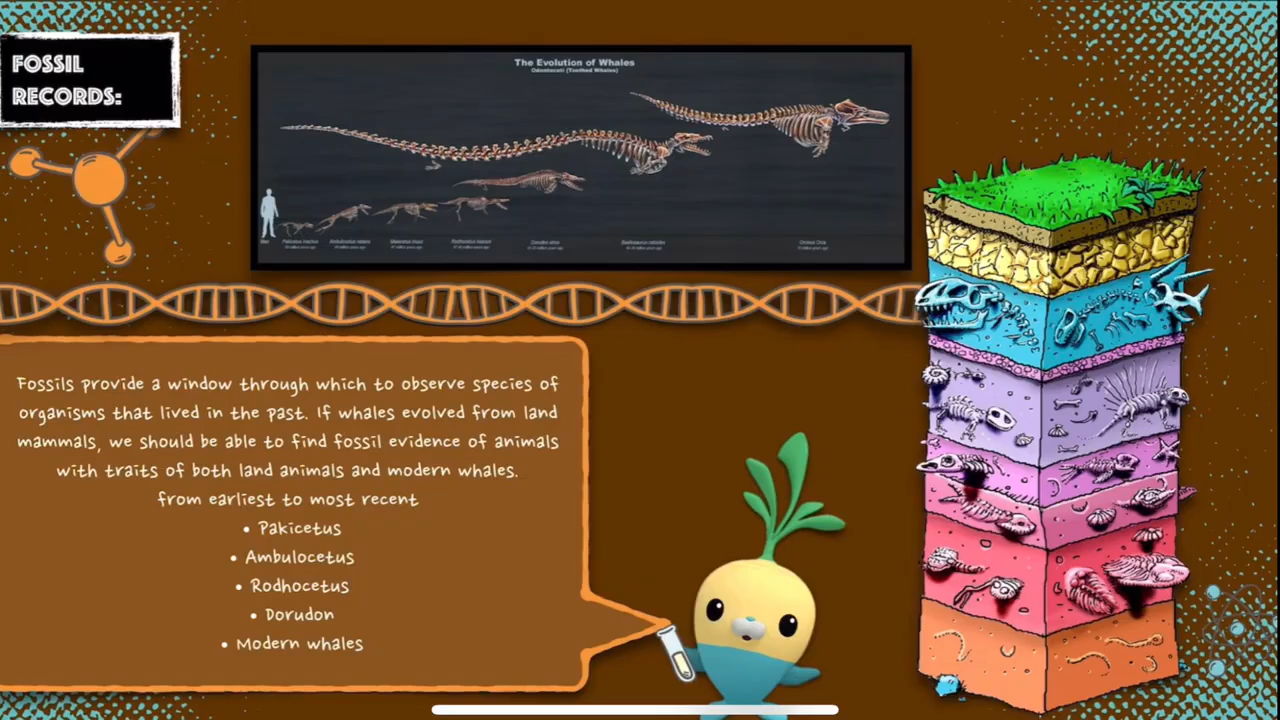 FOSSIL
RECORDS:
The Evolution of Whales
Odontoceti (Toothed Whales)
Fossils provide a window through which to observe species of
organisms that lived in the past. If whales evolved from land
mammals, we should be able to find fossil evidence of animals
with traits of both land animals and modern whales.
from earliest to most recent
• Pakicetus
• Ambulocetus
• Rodhocetus
• Dorudon
• Modern whales